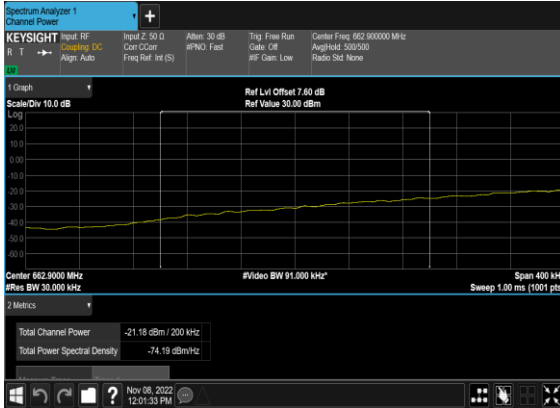 Spectrum Analyzer 1
Channel Power
+
KEYSIGHT Input: RF Input Z: 50 Ω Atten: 30 dB Trig: Free Run Center Freq: 662.900000 MHz
R T Coupling: DC Corr CCorr #PNO: Fast Gate: Off Avg|Hold: 500/500
Align: Auto Freq Ref: Int (S) #IF Gain: Low Radio Std: None
1 Graph
Ref Lvl Offset 7.60 dB
Scale/Div 10.0 dB Ref Value 30.00 dBm
Log
20.0
10.0
0.00
-10.0
-20.0
-30.0
-40.0
-50.0
-60.0
Center 662.9000 MHz #Video BW 91.000 kHz* Span 400 kH
#Res BW 30.000 kHz Sweep 1.00 ms (1001 pts
2 Metrics
Total Channel Power -21.18 dBm / 200 kHz
Total Power Spectral Density -74.19 dBm/Hz
?
Nov 08, 2022
12:01:33 PM